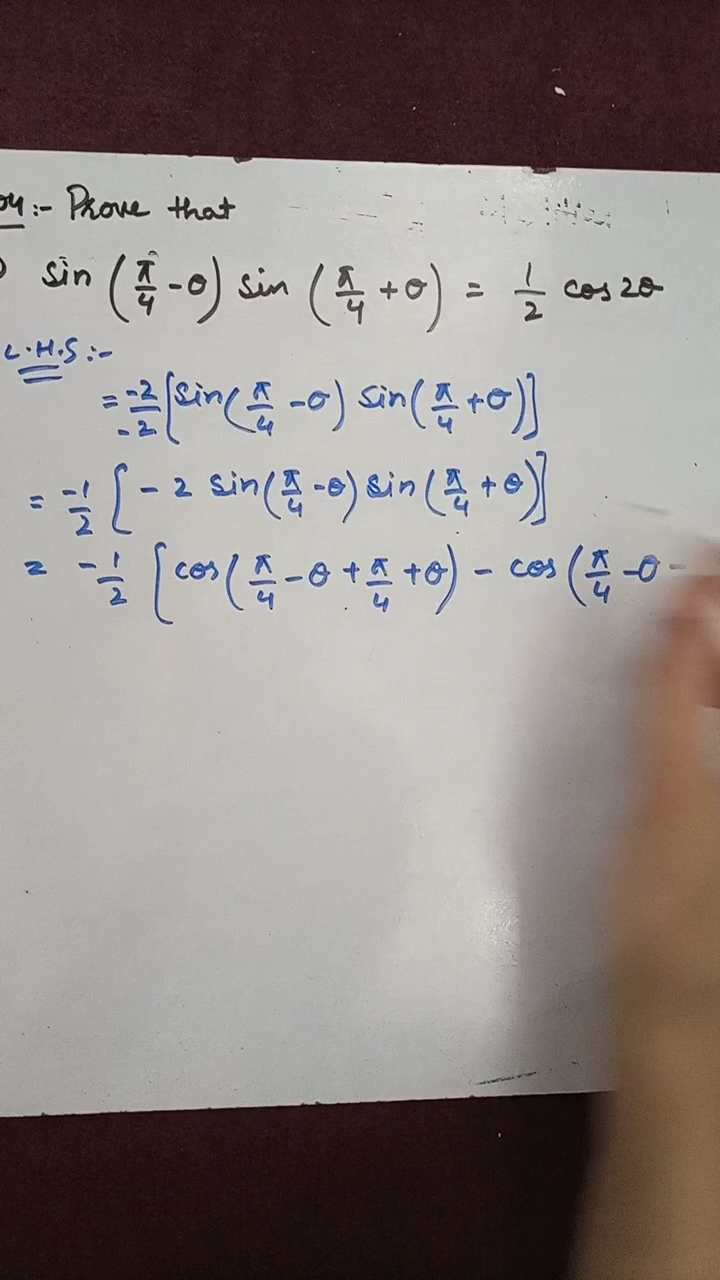 04:- Prove that
sin (π/4 - θ) sin (π/4 + θ) = 1/2 cos 2θ
L.H.S :-
= -2/-2 [sin(π/4 - θ) sin(π/4 + θ)]
= -1/2 [- 2 sin(π/4 - θ) sin(π/4 + θ)]
= -1/2 [cos(π/4 - θ + π/4 + θ) - cos(π/4 - θ -